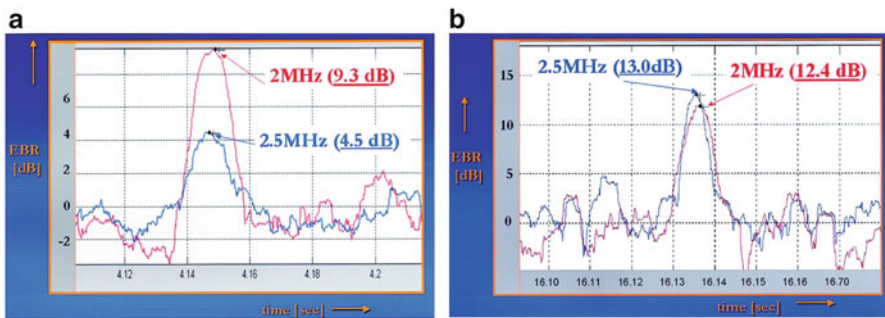 a
EBR
[dB]
6
4
2
0
-2
2MHz (9.3 dB)
2.5MHz (4.5 dB)
4.12
4.14
4.16
4.18
4.2
time [sec]
b
EBR
[dB]
15
10
5
0
2.5MHz (13.0dB)
2MHz (12.4 dB)
16.10
16.11
16.12
16.13
16.14
16.15
16.16
16.70
time [sec]